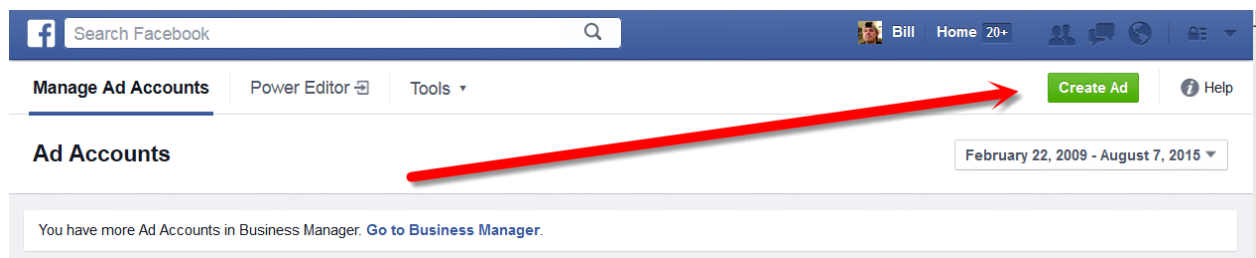 f Search Facebook Bill Home 20+
Manage Ad Accounts Power Editor Tools Create Ad i Help
Ad Accounts February 22, 2009 - August 7, 2015
You have more Ad Accounts in Business Manager. Go to Business Manager.